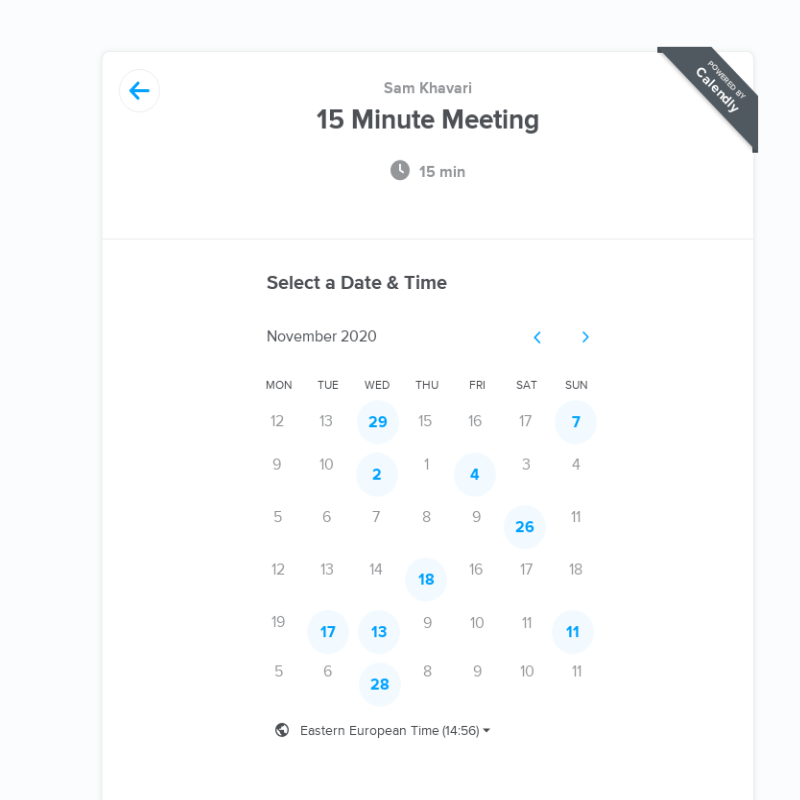 POWERED BY
Calendly
Sam Khavari
15 Minute Meeting
15 min
Select a Date & Time
November 2020
MON TUE WED THU FRI SAT SUN
12 13 29 15 16 17 7
9 10 2 1 4 3 4
5 6 7 8 9 26 11
12 13 14 18 16 17 18
19 17 13 9 10 11 11
5 6 28 8 9 10 11
Eastern European Time (14:56)